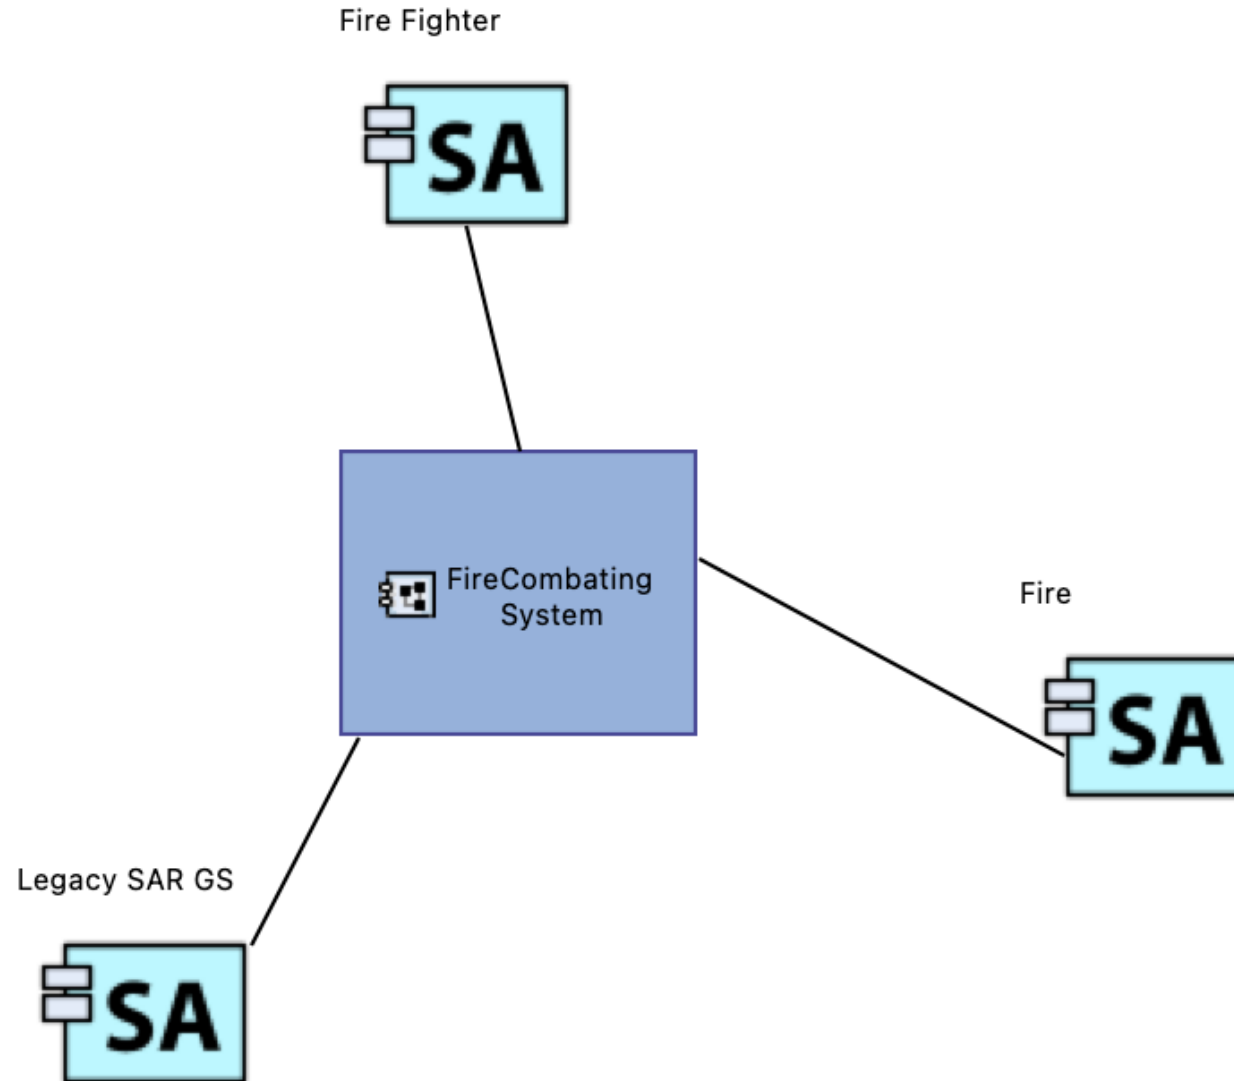 Fire Fighter
SA
FireCombating
System
Fire
SA
Legacy SAR GS
SA